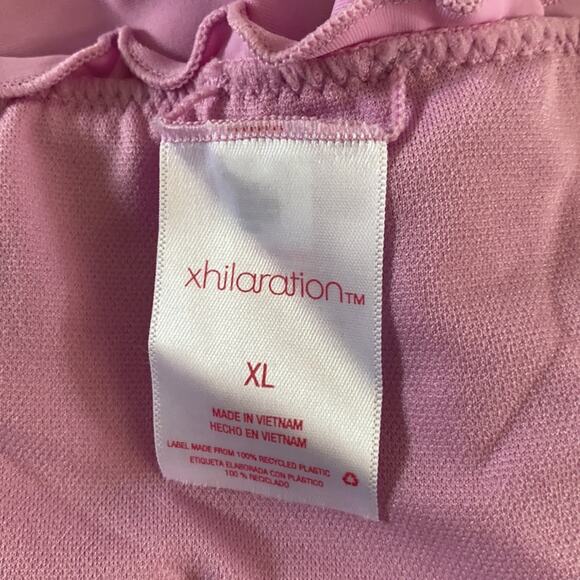 xhilaration™
XL
MADE IN VIETNAM
HECHO EN VIETNAM
LABEL MADE FROM 100% RECYCLED PLASTIC
ETIQUETA ELABORADA CON PLÁSTICO
100 % RECICLADO